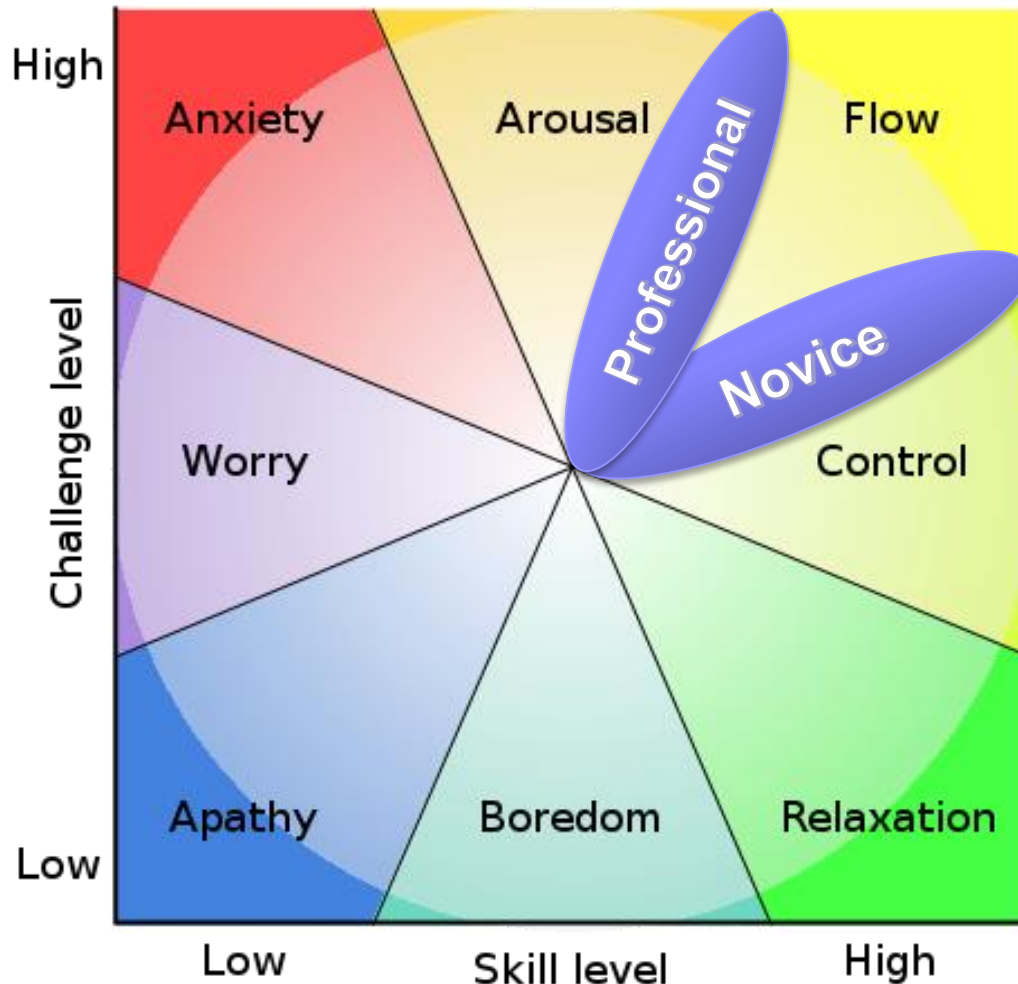 High
Anxiety
Arousal
Flow
Professional
Novice
Challenge level
Worry
Control
Apathy
Boredom
Relaxation
Low
Low
Skill level
High